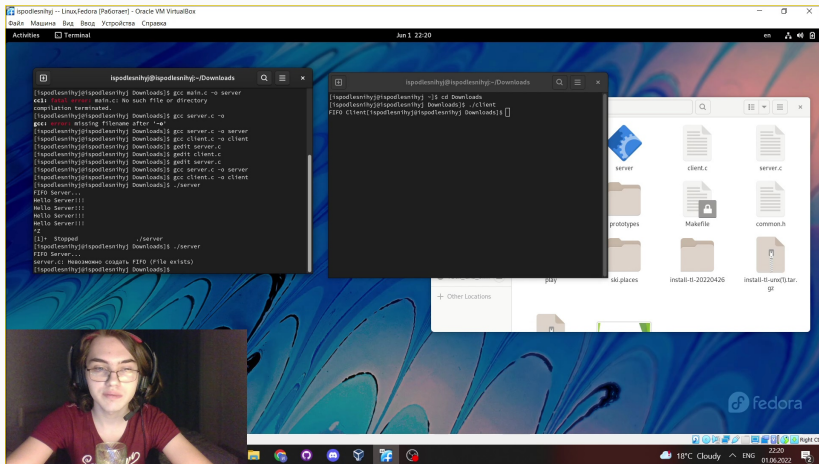 ispodlesnihyj -- Linux,Fedora [Работает] - Oracle VM VirtualBox
Файл Машина Вид Ввод Устройства Справка
Activities Terminal Jun 1 22:20 en
ispodlesnihyj@ispodlesnihyj:~/Downloads
[ispodlesnihyj@ispodlesnihyj Downloads]$ gcc main.c -o server
cc1: fatal error: main.c: No such file or directory
compilation terminated.
[ispodlesnihyj@ispodlesnihyj Downloads]$ gcc server.c -o
gcc: error: missing filename after '-o'
[ispodlesnihyj@ispodlesnihyj Downloads]$ gcc server.c -o server
[ispodlesnihyj@ispodlesnihyj Downloads]$ gcc client.c -o client
[ispodlesnihyj@ispodlesnihyj Downloads]$ gedit server.c
[ispodlesnihyj@ispodlesnihyj Downloads]$ gedit client.c
[ispodlesnihyj@ispodlesnihyj Downloads]$ gedit server.c
[ispodlesnihyj@ispodlesnihyj Downloads]$ gcc server.c -o server
[ispodlesnihyj@ispodlesnihyj Downloads]$ gcc client.c -o client
[ispodlesnihyj@ispodlesnihyj Downloads]$ ./server
FIFO Server...
Hello Server!!!
Hello Server!!!
Hello Server!!!
Hello Server!!!
^Z
[1]+ Stopped ./server
[ispodlesnihyj@ispodlesnihyj Downloads]$ ./server
FIFO Server...
server.c: Невозможно создать FIFO (File exists)
[ispodlesnihyj@ispodlesnihyj Downloads]$
ispodlesnihyj@ispodlesnihyj:~/Downloads
[ispodlesnihyj@ispodlesnihyj ~]$ cd Downloads
[ispodlesnihyj@ispodlesnihyj Downloads]$ ./client
FIFO Client[ispodlesnihyj@ispodlesnihyj Downloads]$
server client.c server.c
prototypes Makefile common.h
play ski.places install-tl-20220426 install-tl-unx(1).tar.
gz
+ Other Locations
fedora
Right Ct
18°C Cloudy ENG 22:20
01.06.2022